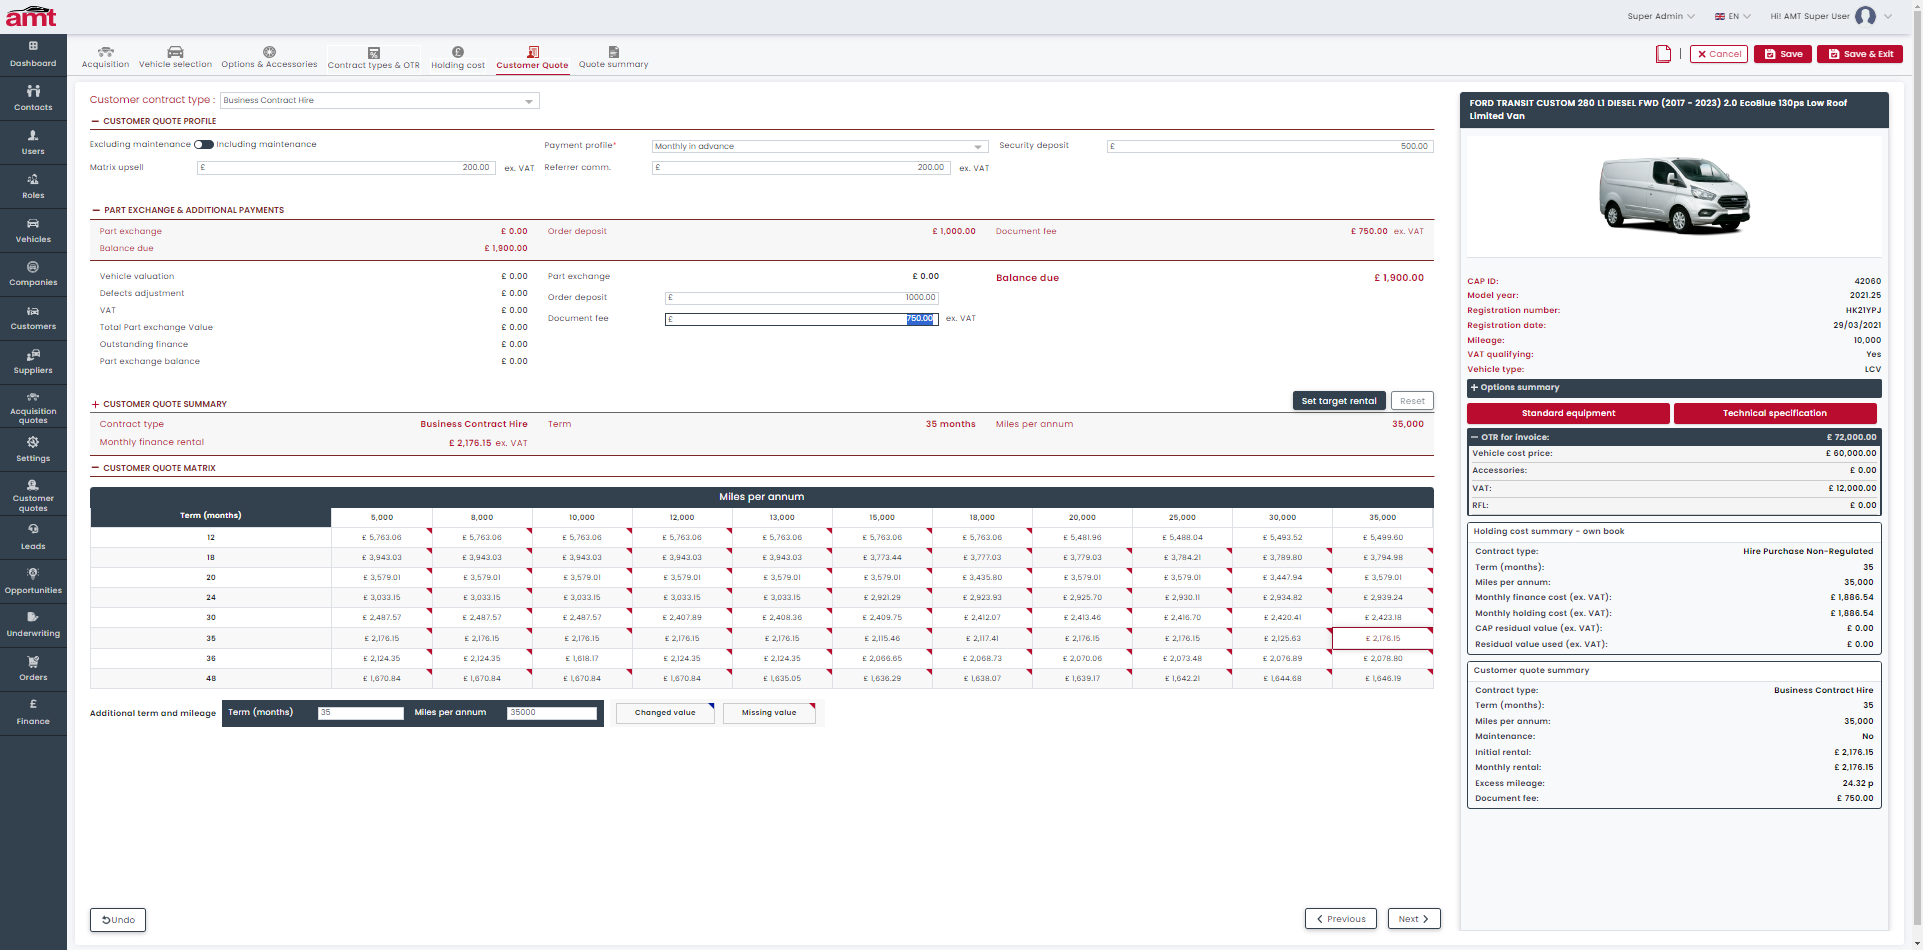 amt
Super Admin
EN
Hi! AMT Super User
Dashboard
Contacts
Users
Roles
Vehicles
Companies
Customers
Suppliers
Acquisition quotes
Settings
Customer quotes
Leads
Opportunities
Underwriting
Orders
Finance
Acquisition
Vehicle selection
Options & Accessories
Contract types & OTR
Holding cost
Customer Quote
Quote summary
Cancel
Save
Save & Exit
Customer contract type : Business Contract Hire
CUSTOMER QUOTE PROFILE
Excluding maintenance Including maintenance
Payment profile* Monthly in advance
Security deposit £ 500.00
Matrix upsell £ 200.00 ex. VAT
Referrer comm. £ 200.00 ex. VAT
PART EXCHANGE & ADDITIONAL PAYMENTS
Part exchange £ 0.00 Order deposit £ 1,000.00 Document fee £ 750.00 ex. VAT
Balance due £ 1,900.00
Vehicle valuation £ 0.00 Part exchange £ 0.00 Balance due £ 1,900.00
Defects adjustment £ 0.00 Order deposit £ 1000.00
VAT £ 0.00 Document fee £ 750.00 ex. VAT
Total Part exchange Value £ 0.00
Outstanding finance £ 0.00
Part exchange balance £ 0.00
CUSTOMER QUOTE SUMMARY
Set target rental
Reset
Contract type Business Contract Hire Term 35 months Miles per annum 35,000
Monthly finance rental £ 2,176.15 ex. VAT
CUSTOMER QUOTE MATRIX
Miles per annum
Term (months) 5,000 8,000 10,000 12,000 13,000 15,000 18,000 20,000 25,000 30,000 35,000
12 £ 5,763.06 £ 5,763.06 £ 5,763.06 £ 5,763.06 £ 5,763.06 £ 5,763.06 £ 5,763.06 £ 5,481.96 £ 5,488.04 £ 5,493.52 £ 5,499.60
18 £ 3,943.03 £ 3,943.03 £ 3,943.03 £ 3,943.03 £ 3,943.03 £ 3,773.44 £ 3,777.03 £ 3,779.03 £ 3,784.21 £ 3,789.80 £ 3,794.98
20 £ 3,579.01 £ 3,579.01 £ 3,579.01 £ 3,579.01 £ 3,579.01 £ 3,579.01 £ 3,435.80 £ 3,579.01 £ 3,579.01 £ 3,447.94 £ 3,579.01
24 £ 3,033.15 £ 3,033.15 £ 3,033.15 £ 3,033.15 £ 3,033.15 £ 2,921.29 £ 2,923.93 £ 2,925.70 £ 2,930.11 £ 2,934.82 £ 2,939.24
30 £ 2,487.57 £ 2,487.57 £ 2,487.57 £ 2,407.89 £ 2,408.36 £ 2,409.75 £ 2,412.07 £ 2,413.46 £ 2,416.70 £ 2,420.41 £ 2,423.18
35 £ 2,176.15 £ 2,176.15 £ 2,176.15 £ 2,176.15 £ 2,176.15 £ 2,115.46 £ 2,117.41 £ 2,176.15 £ 2,176.15 £ 2,125.63 £ 2,176.15
36 £ 2,124.35 £ 2,124.35 £ 1,618.17 £ 2,124.35 £ 2,124.35 £ 2,066.65 £ 2,068.73 £ 2,070.06 £ 2,073.48 £ 2,076.89 £ 2,078.80
48 £ 1,670.84 £ 1,670.84 £ 1,670.84 £ 1,670.84 £ 1,635.05 £ 1,636.29 £ 1,638.07 £ 1,639.17 £ 1,642.21 £ 1,644.68 £ 1,646.19
Additional term and mileage Term (months) 35 Miles per annum 35000 Changed value Missing value
Undo
Previous
Next
FORD TRANSIT CUSTOM 280 L1 DIESEL FWD (2017 - 2023) 2.0 EcoBlue 130ps Low Roof
Limited Van
CAP ID: 42060
Model year: 2021.25
Registration number: HK21YPJ
Registration date: 29/03/2021
Mileage: 10,000
VAT qualifying: Yes
Vehicle type: LCV
Options summary
Standard equipment
Technical specification
OTR for invoice: £ 72,000.00
Vehicle cost price: £ 60,000.00
Accessories: £ 0.00
VAT: £ 12,000.00
RFL: £ 0.00
Holding cost summary - own book
Contract type: Hire Purchase Non-Regulated
Term (months): 35
Miles per annum: 35,000
Monthly finance cost (ex. VAT): £ 1,886.54
Monthly holding cost (ex. VAT): £ 1,886.54
CAP residual value (ex. VAT): £ 0.00
Residual value used (ex. VAT): £ 0.00
Customer quote summary
Contract type: Business Contract Hire
Term (months): 35
Miles per annum: 35,000
Maintenance: No
Initial rental: £ 2,176.15
Monthly rental: £ 2,176.15
Excess mileage: 24.32 p
Document fee: £ 750.00